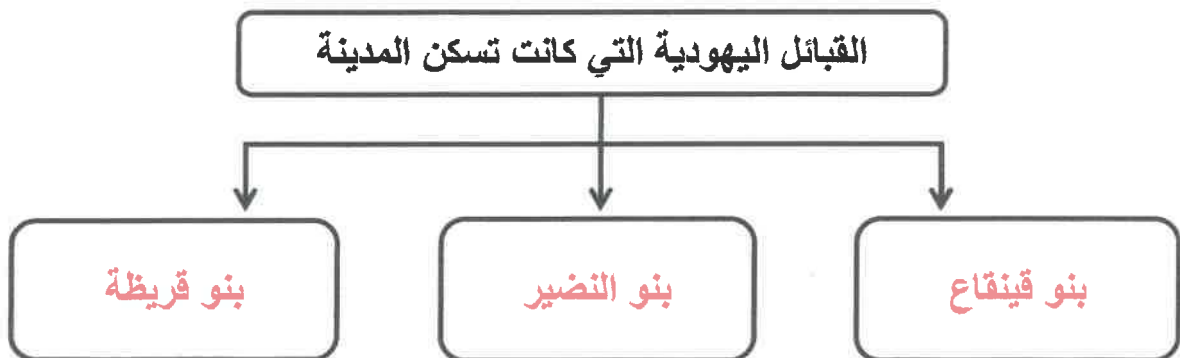 القبائل اليهودية التي كانت تسكن المدينة
بنو قينقاع
بنو النضير
بنو قريظة